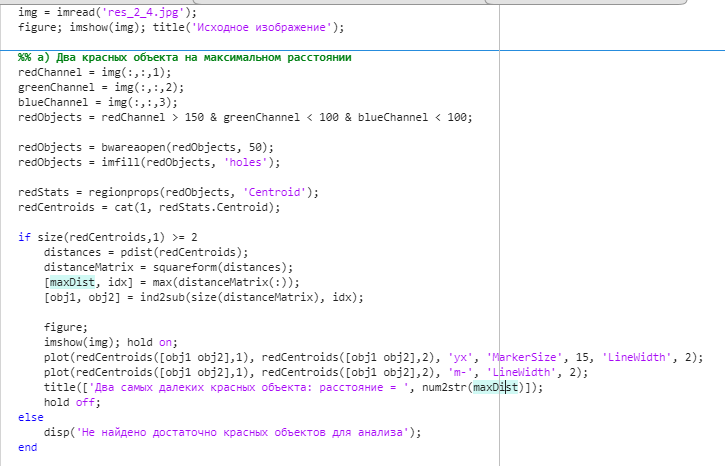 img = imread('res_2_4.jpg');
figure; imshow(img); title('Исходное изображение');
%% а) Два красных объекта на максимальном расстоянии
redChannel = img(:,:,1);
greenChannel = img(:,:,2);
blueChannel = img(:,:,3);
redObjects = redChannel > 150 & greenChannel < 100 & blueChannel < 100;
redObjects = bwareaopen(redObjects, 50);
redObjects = imfill(redObjects, 'holes');
redStats = regionprops(redObjects, 'Centroid');
redCentroids = cat(1, redStats.Centroid);
if size(redCentroids,1) >= 2
    distances = pdist(redCentroids);
    distanceMatrix = squareform(distances);
    [maxDist, idx] = max(distanceMatrix(:));
    [obj1, obj2] = ind2sub(size(distanceMatrix), idx);
    figure;
    imshow(img); hold on;
    plot(redCentroids([obj1 obj2],1), redCentroids([obj1 obj2],2), 'yx', 'MarkerSize', 15, 'LineWidth', 2);
    plot(redCentroids([obj1 obj2],1), redCentroids([obj1 obj2],2), 'm-', 'LineWidth', 2);
    title(['Два самых далеких красных объекта: расстояние = ', num2str(maxDist)]);
    hold off;
else
    disp('Не найдено достаточно красных объектов для анализа');
end